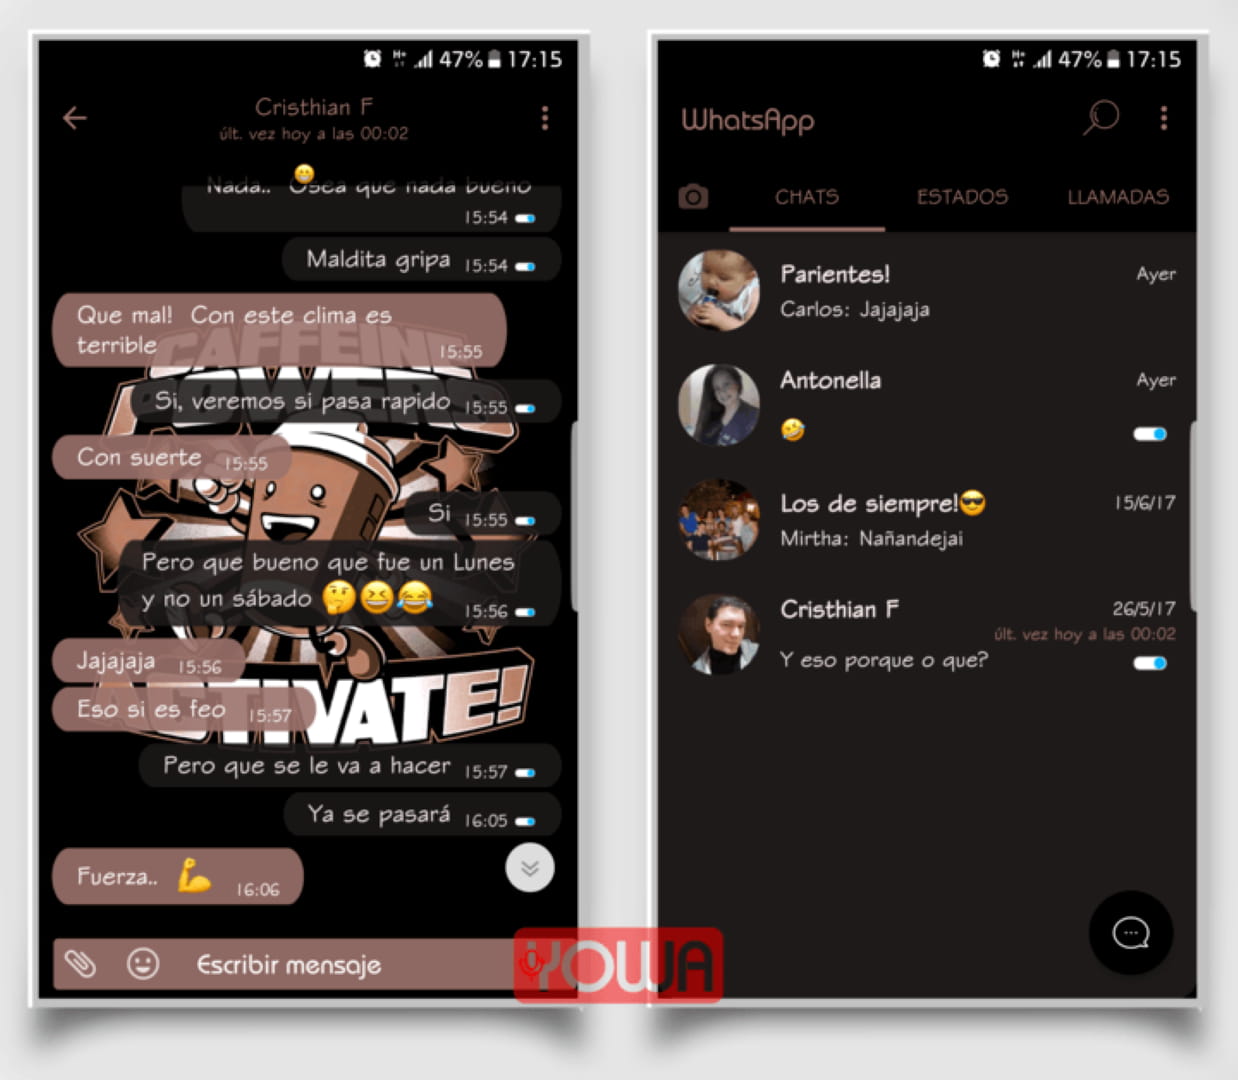 47% 17:15
Cristhian F
últ. vez hoy a las 00:02
Nada.. Osea que nada bueno
15:54
Maldita gripa 15:54
Que mal! Con este clima es
terrible 15:55
CAFFEINE
POWERS
Si, veremos si pasa rapido 15:55
Con suerte 15:55
Si 15:55
Pero que bueno que fue un Lunes
y no un sábado 🤔😆😂 15:56
Jajajaja 15:56
ACTIVATE!
Eso si es feo 15:57
Pero que se le va a hacer 15:57
Ya se pasará 16:05
Fuerza.. 💪 16:06
Escribir mensaje
YOWA
H+ 47% 17:15
WhatsApp
CHATS ESTADOS LLAMADAS
Parientes! Ayer
Carlos: Jajajaja
Antonella Ayer
🤣
Los de siempre!😎 15/6/17
Mirtha: Nañandejai
Cristhian F 26/5/17
últ. vez hoy a las 00:02
Y eso porque o que?